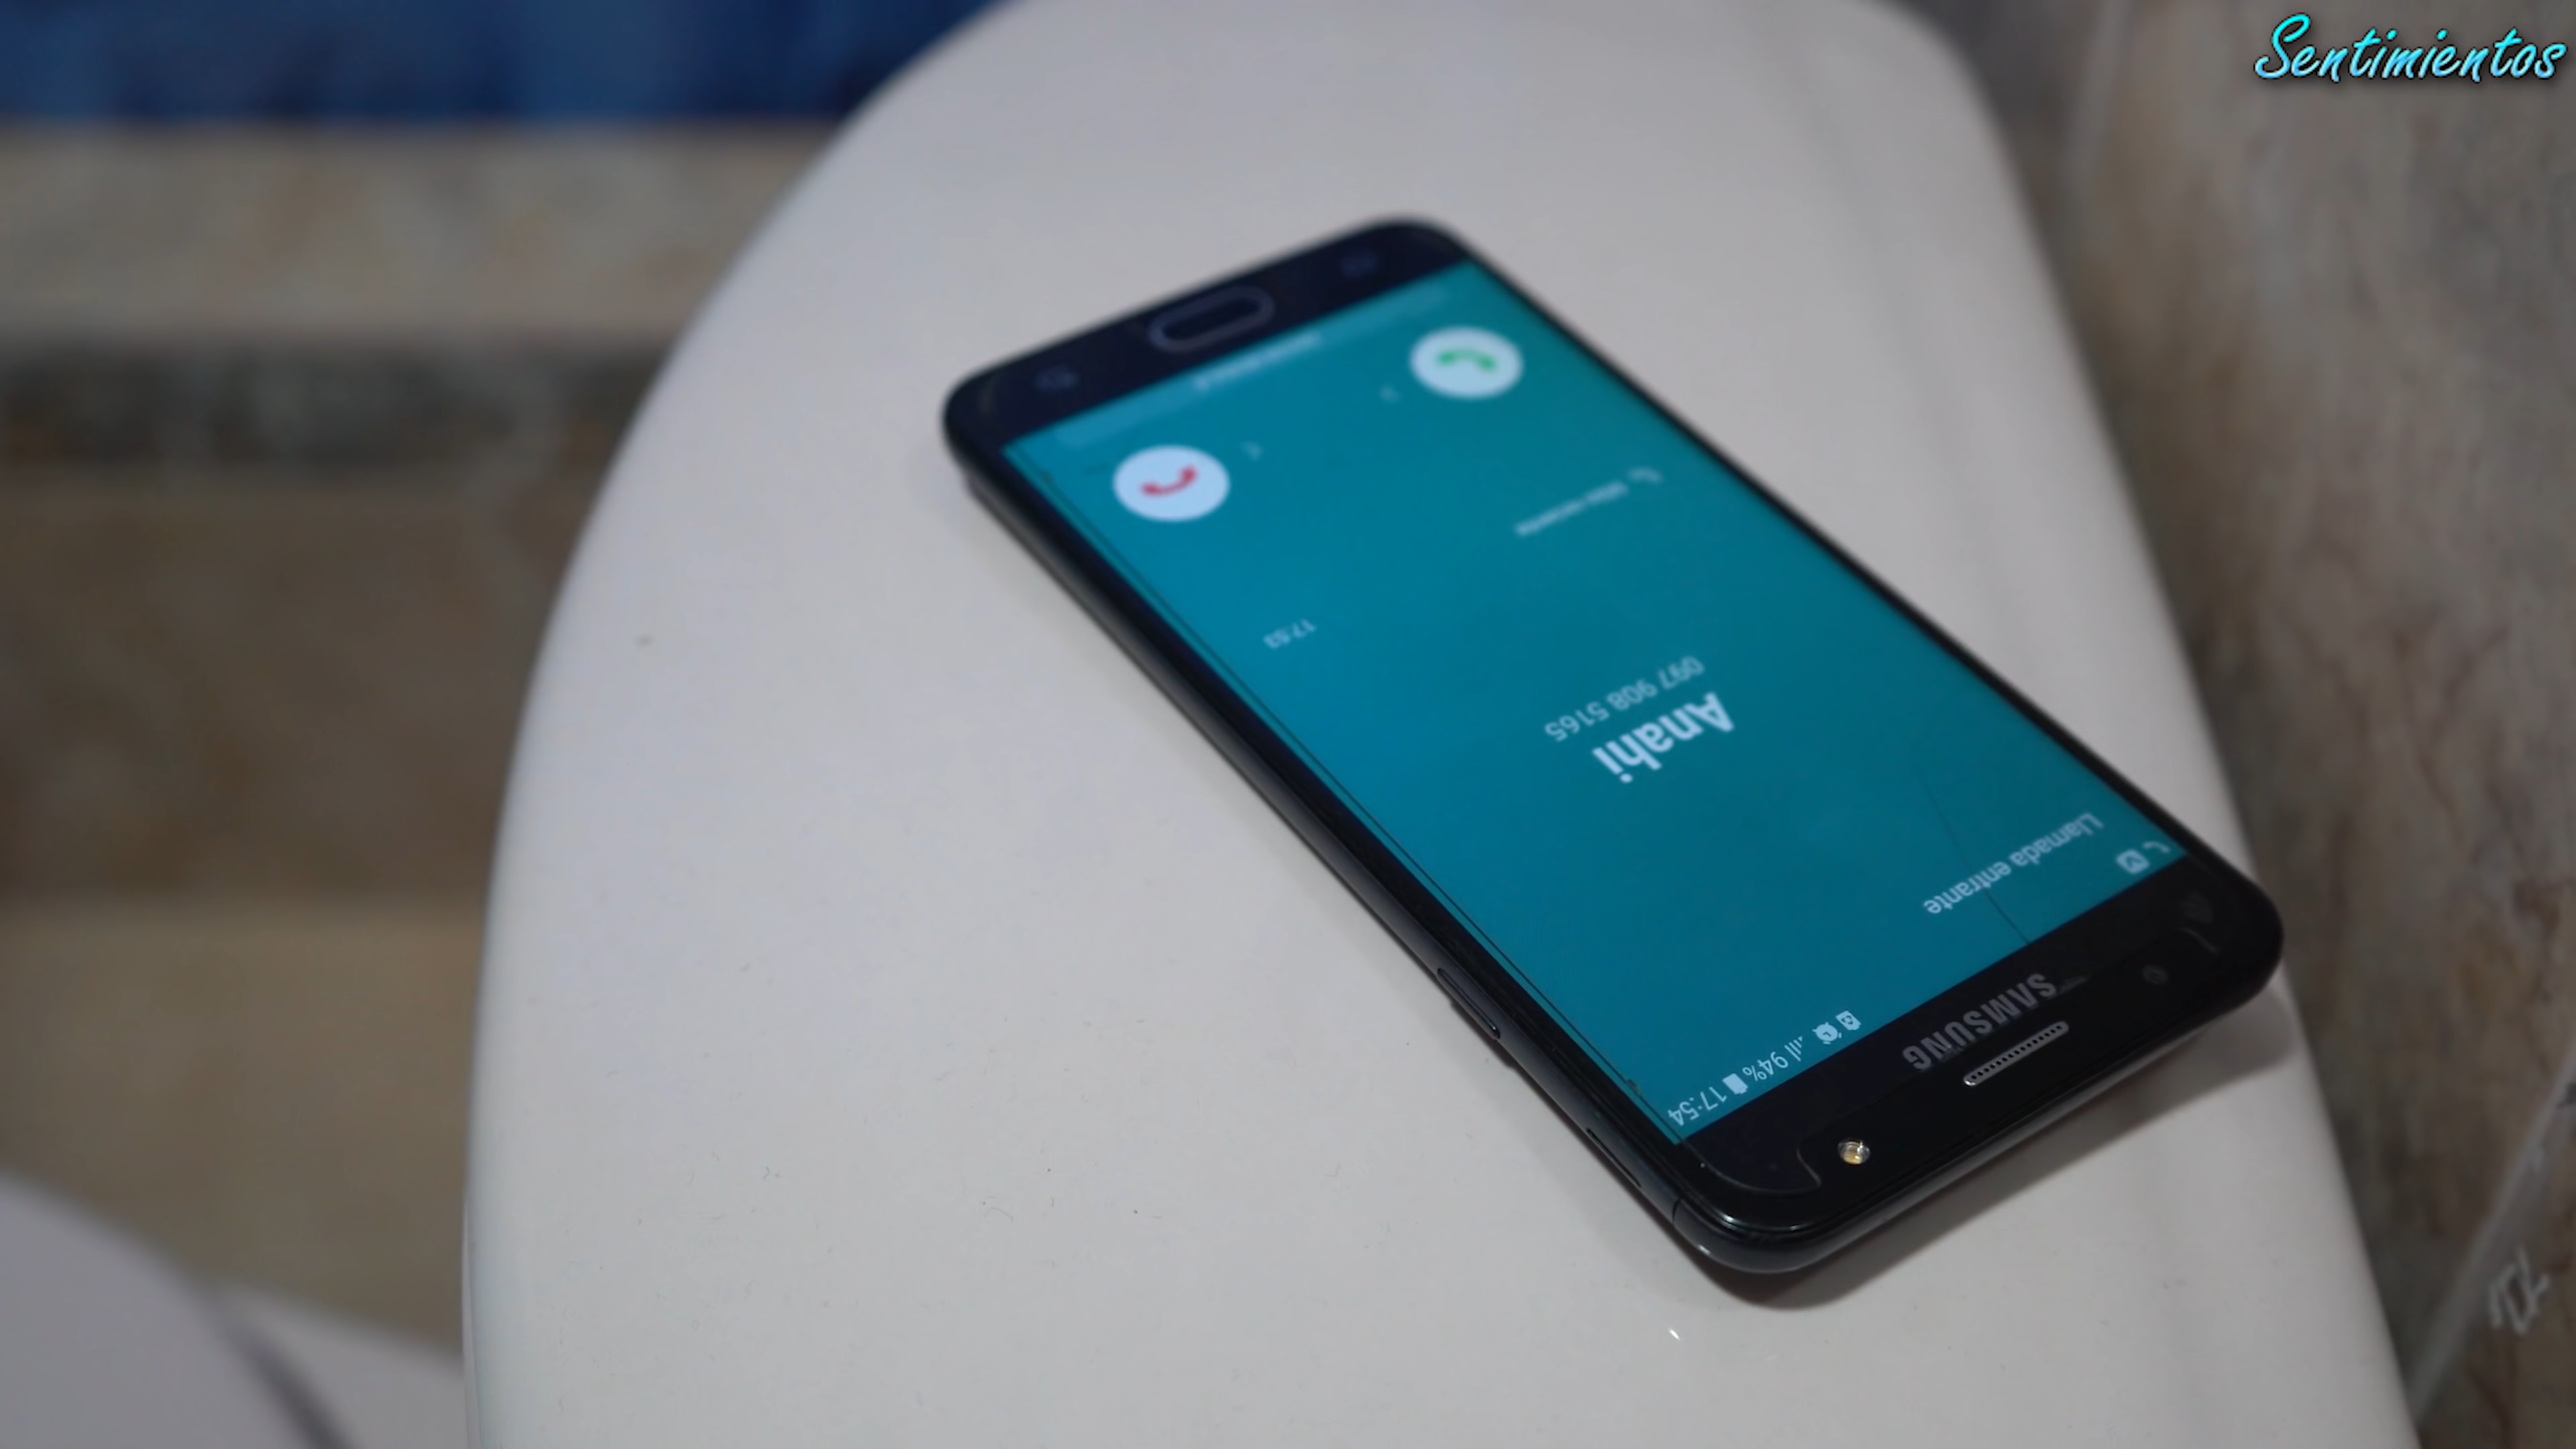 Sentimientos
SAMSUNG
94% 17:54
Llamada entrante
Anahi
097 908 5165
17:53